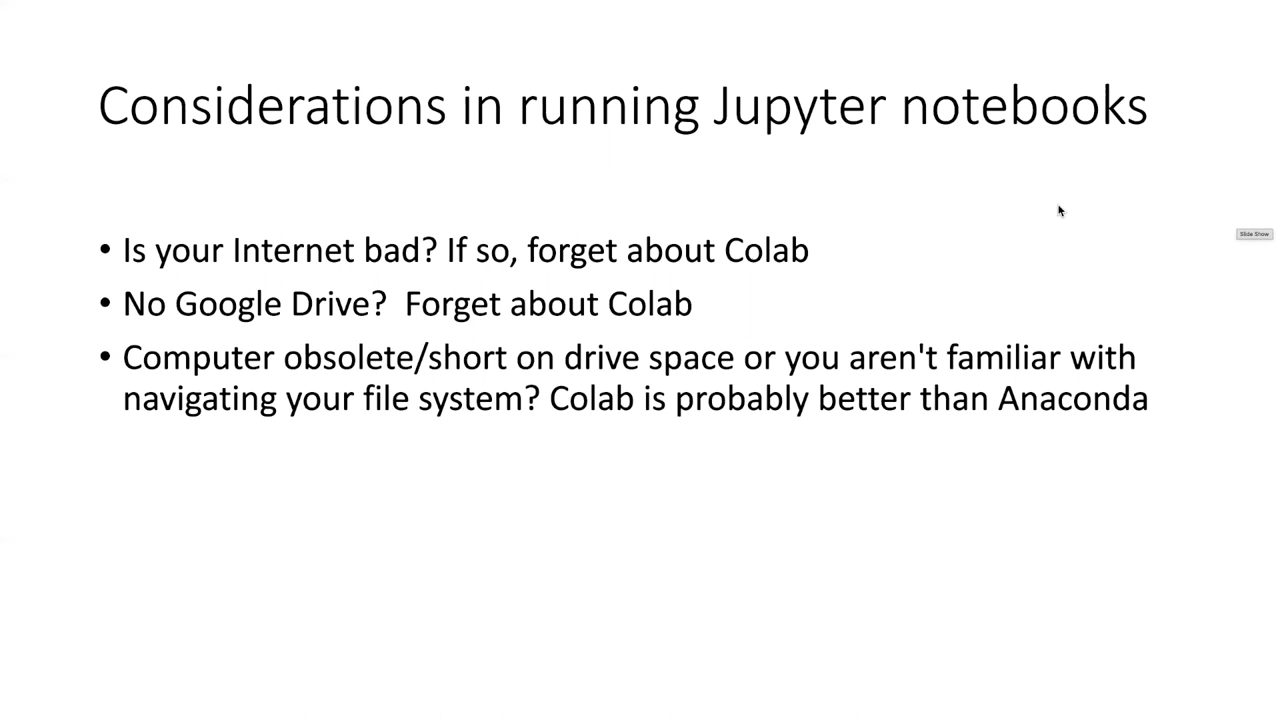 Considerations in running Jupyter notebooks
• Is your Internet bad? If so, forget about Colab
Slide Show
• No Google Drive?  Forget about Colab
• Computer obsolete/short on drive space or you aren't familiar with
navigating your file system? Colab is probably better than Anaconda